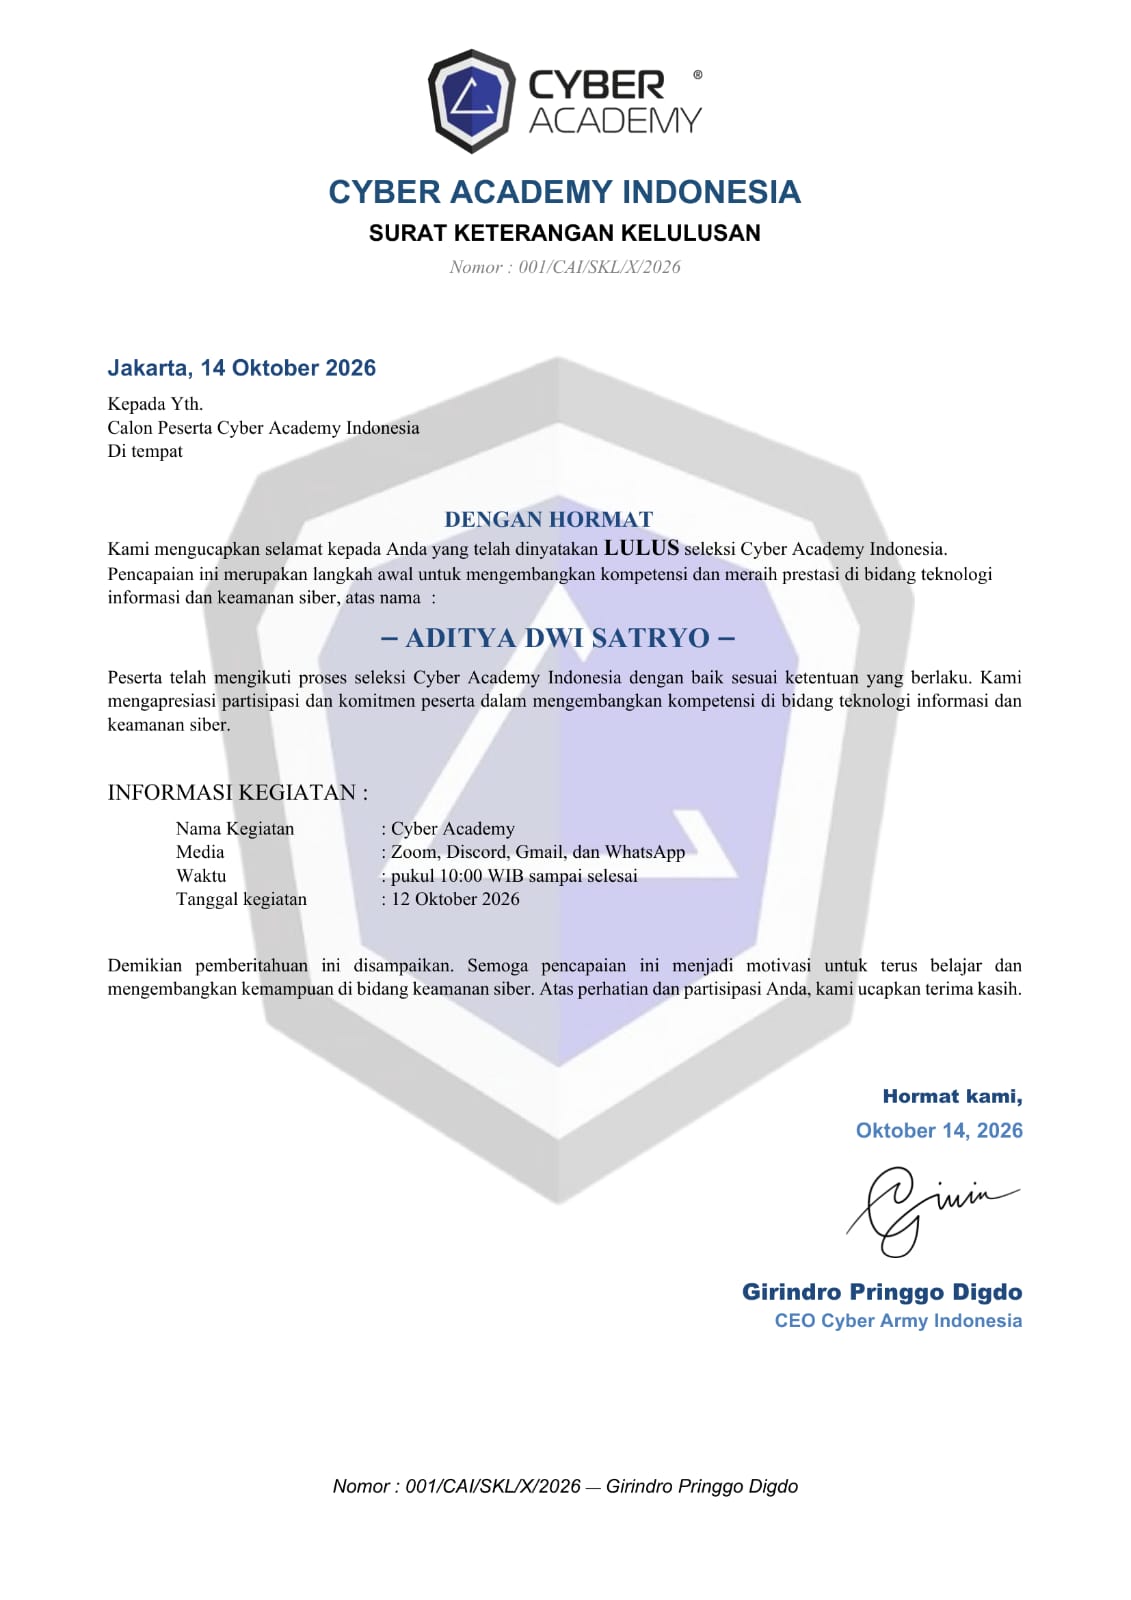 CYBER ®
ACADEMY
CYBER ACADEMY INDONESIA
SURAT KETERANGAN KELULUSAN
Nomor : 001/CAI/SKL/X/2026
Jakarta, 14 Oktober 2026
Kepada Yth.
Calon Peserta Cyber Academy Indonesia
Di tempat
DENGAN HORMAT
Kami mengucapkan selamat kepada Anda yang telah dinyatakan LULUS seleksi Cyber Academy Indonesia.
Pencapaian ini merupakan langkah awal untuk mengembangkan kompetensi dan meraih prestasi di bidang teknologi
informasi dan keamanan siber, atas nama :
– ADITYA DWI SATRYO –
Peserta telah mengikuti proses seleksi Cyber Academy Indonesia dengan baik sesuai ketentuan yang berlaku. Kami
mengapresiasi partisipasi dan komitmen peserta dalam mengembangkan kompetensi di bidang teknologi informasi dan
keamanan siber.
INFORMASI KEGIATAN :
Nama Kegiatan : Cyber Academy
Media : Zoom, Discord, Gmail, dan WhatsApp
Waktu : pukul 10:00 WIB sampai selesai
Tanggal kegiatan : 12 Oktober 2026
Demikian pemberitahuan ini disampaikan. Semoga pencapaian ini menjadi motivasi untuk terus belajar dan
mengembangkan kemampuan di bidang keamanan siber. Atas perhatian dan partisipasi Anda, kami ucapkan terima kasih.
Hormat kami,
Oktober 14, 2026
Girindro Pringgo Digdo
CEO Cyber Army Indonesia
Nomor : 001/CAI/SKL/X/2026 — Girindro Pringgo Digdo